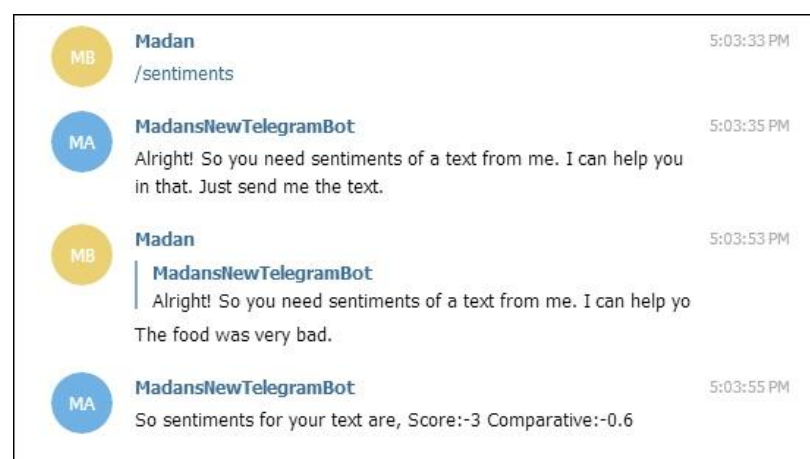 MB
Madan
5:03:33 PM
/sentiments
MA
MadansNewTelegramBot
5:03:35 PM
Alright! So you need sentiments of a text from me. I can help you
in that. Just send me the text.
MB
Madan
5:03:53 PM
MadansNewTelegramBot
Alright! So you need sentiments of a text from me. I can help yo
The food was very bad.
MA
MadansNewTelegramBot
5:03:55 PM
So sentiments for your text are, Score:-3 Comparative:-0.6